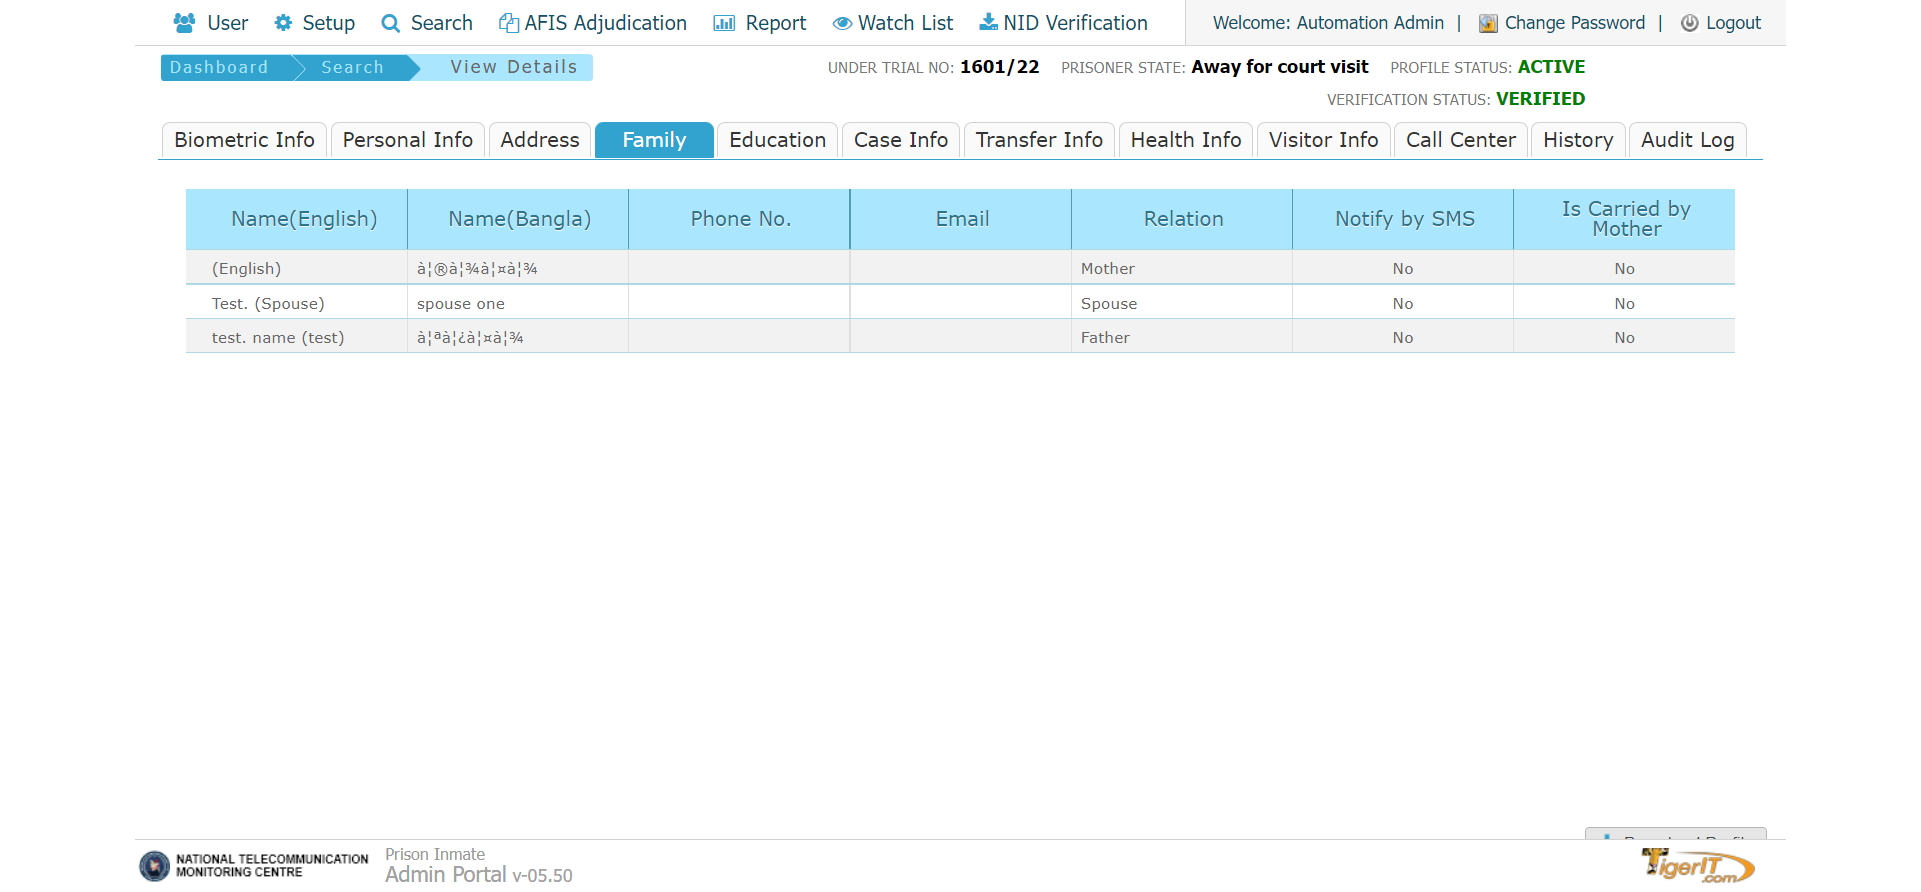 User Setup Search AFIS Adjudication Report Watch List NID Verification Welcome: Automation Admin | Change Password | Logout
Dashboard Search View Details UNDER TRIAL NO: 1601/22 PRISONER STATE: Away for court visit PROFILE STATUS: ACTIVE
VERIFICATION STATUS: VERIFIED
Biometric Info Personal Info Address Family Education Case Info Transfer Info Health Info Visitor Info Call Center History Audit Log
Name(English) Name(Bangla) Phone No. Email Relation Notify by SMS Is Carried by Mother
(English) à¦®à¦¾à¦¤à¦¾ Mother No No
Test. (Spouse) spouse one Spouse No No
test. name (test) à¦ªà¦¿à¦¤à¦¾ Father No No
NATIONAL TELECOMMUNICATION
MONITORING CENTRE
Prison Inmate
Admin Portal v-05.50
TigerIT
.com